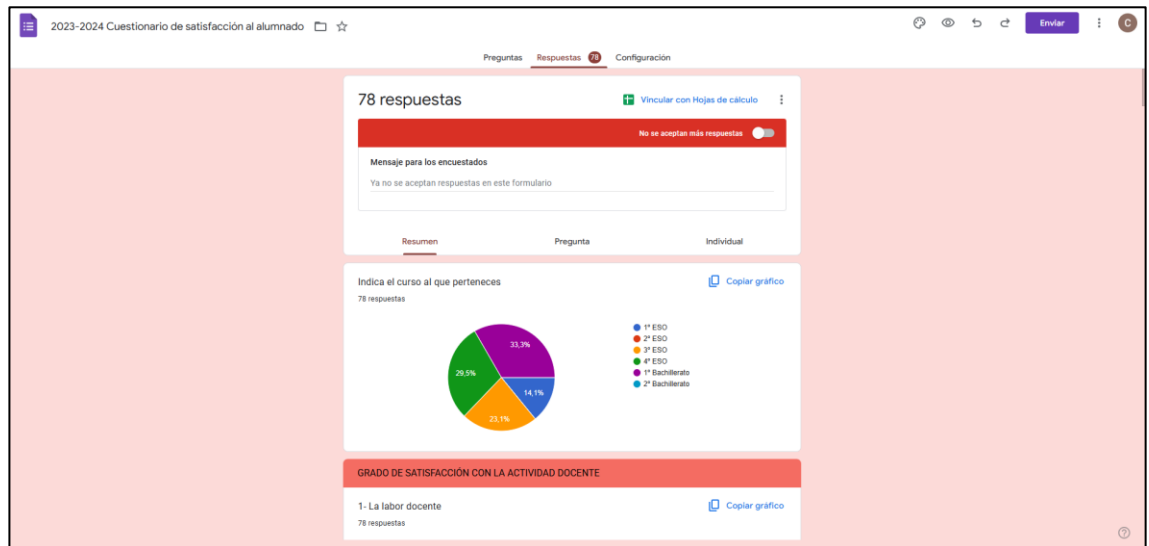 2023-2024 Cuestionario de satisfacción al alumnado
Enviar
C
Preguntas Respuestas 78 Configuración
78 respuestas
Vincular con Hojas de cálculo
No se aceptan más respuestas
Mensaje para los encuestados
Ya no se aceptan respuestas en este formulario
Resumen Pregunta Individual
Indica el curso al que perteneces
Copiar gráfico
78 respuestas
33,3%
29,5%
14,1%
23,1%
1º ESO
2º ESO
3º ESO
4º ESO
1º Bachillerato
2º Bachillerato
GRADO DE SATISFACCIÓN CON LA ACTIVIDAD DOCENTE
1- La labor docente
Copiar gráfico
78 respuestas